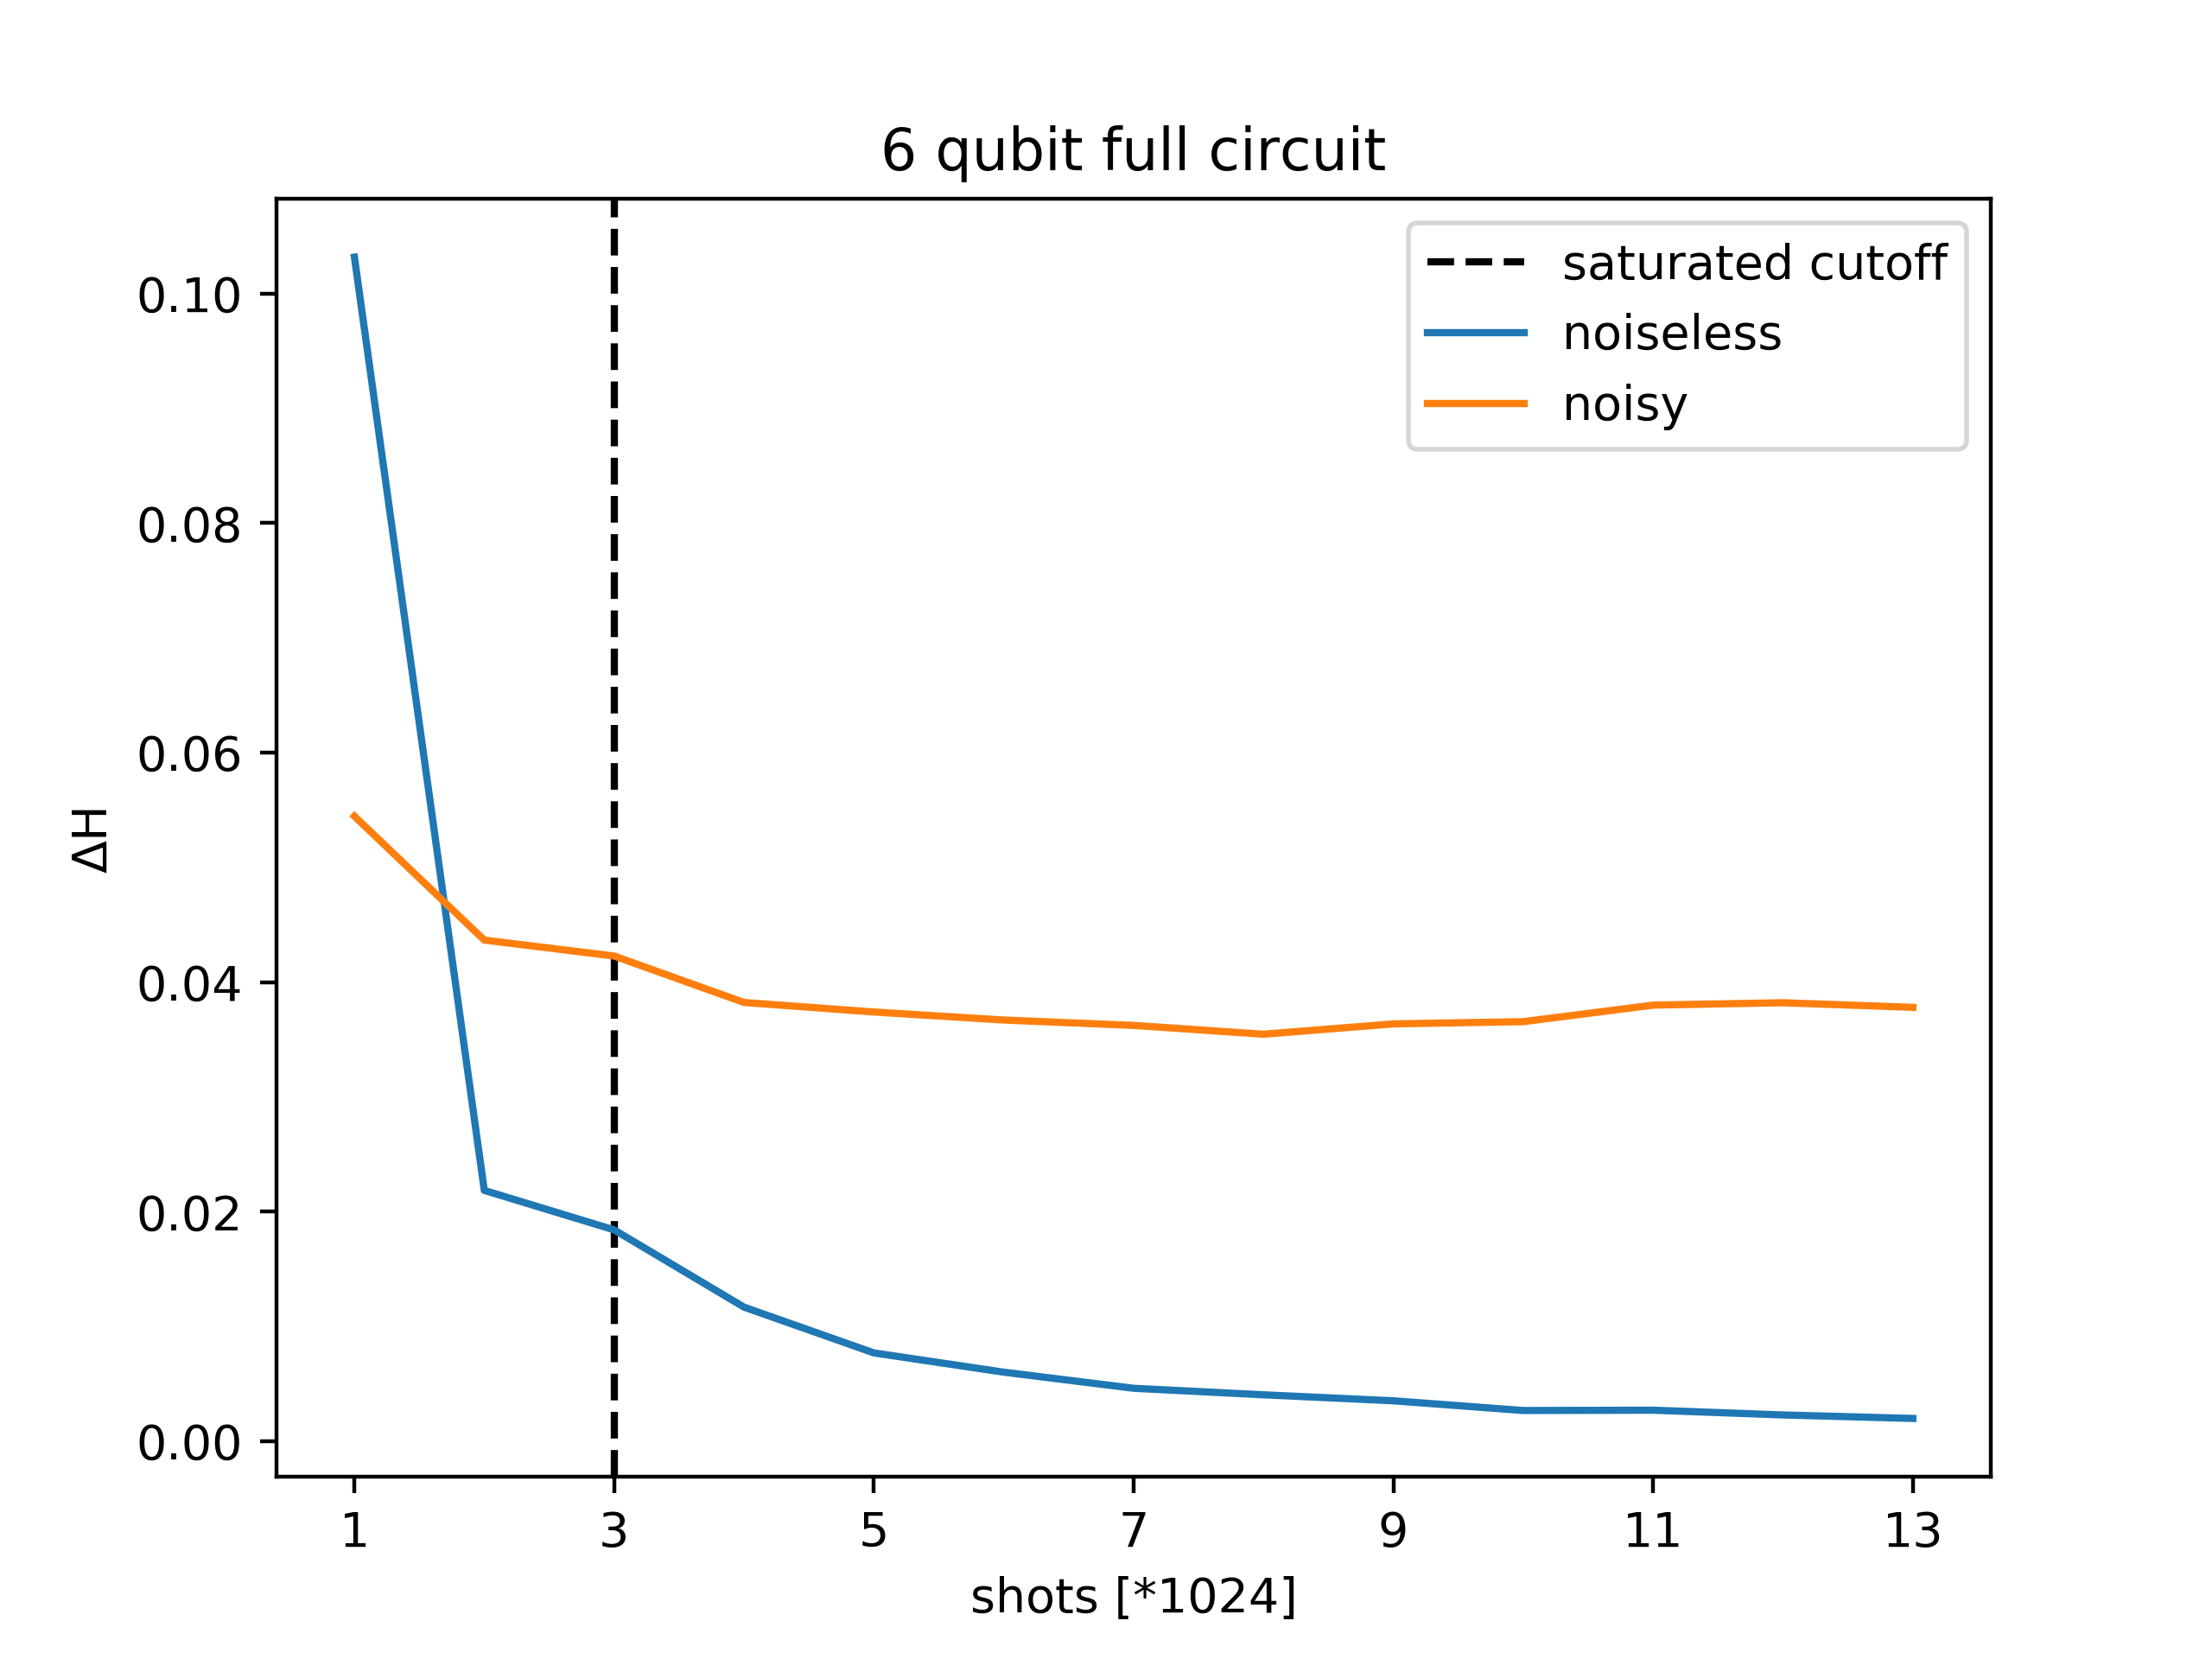 6 qubit full circuit
saturated cutoff
noiseless
noisy
0.10
0.08
0.06
0.04
0.02
0.00
ΔH
1 3 5 7 9 11 13
shots [*1024]